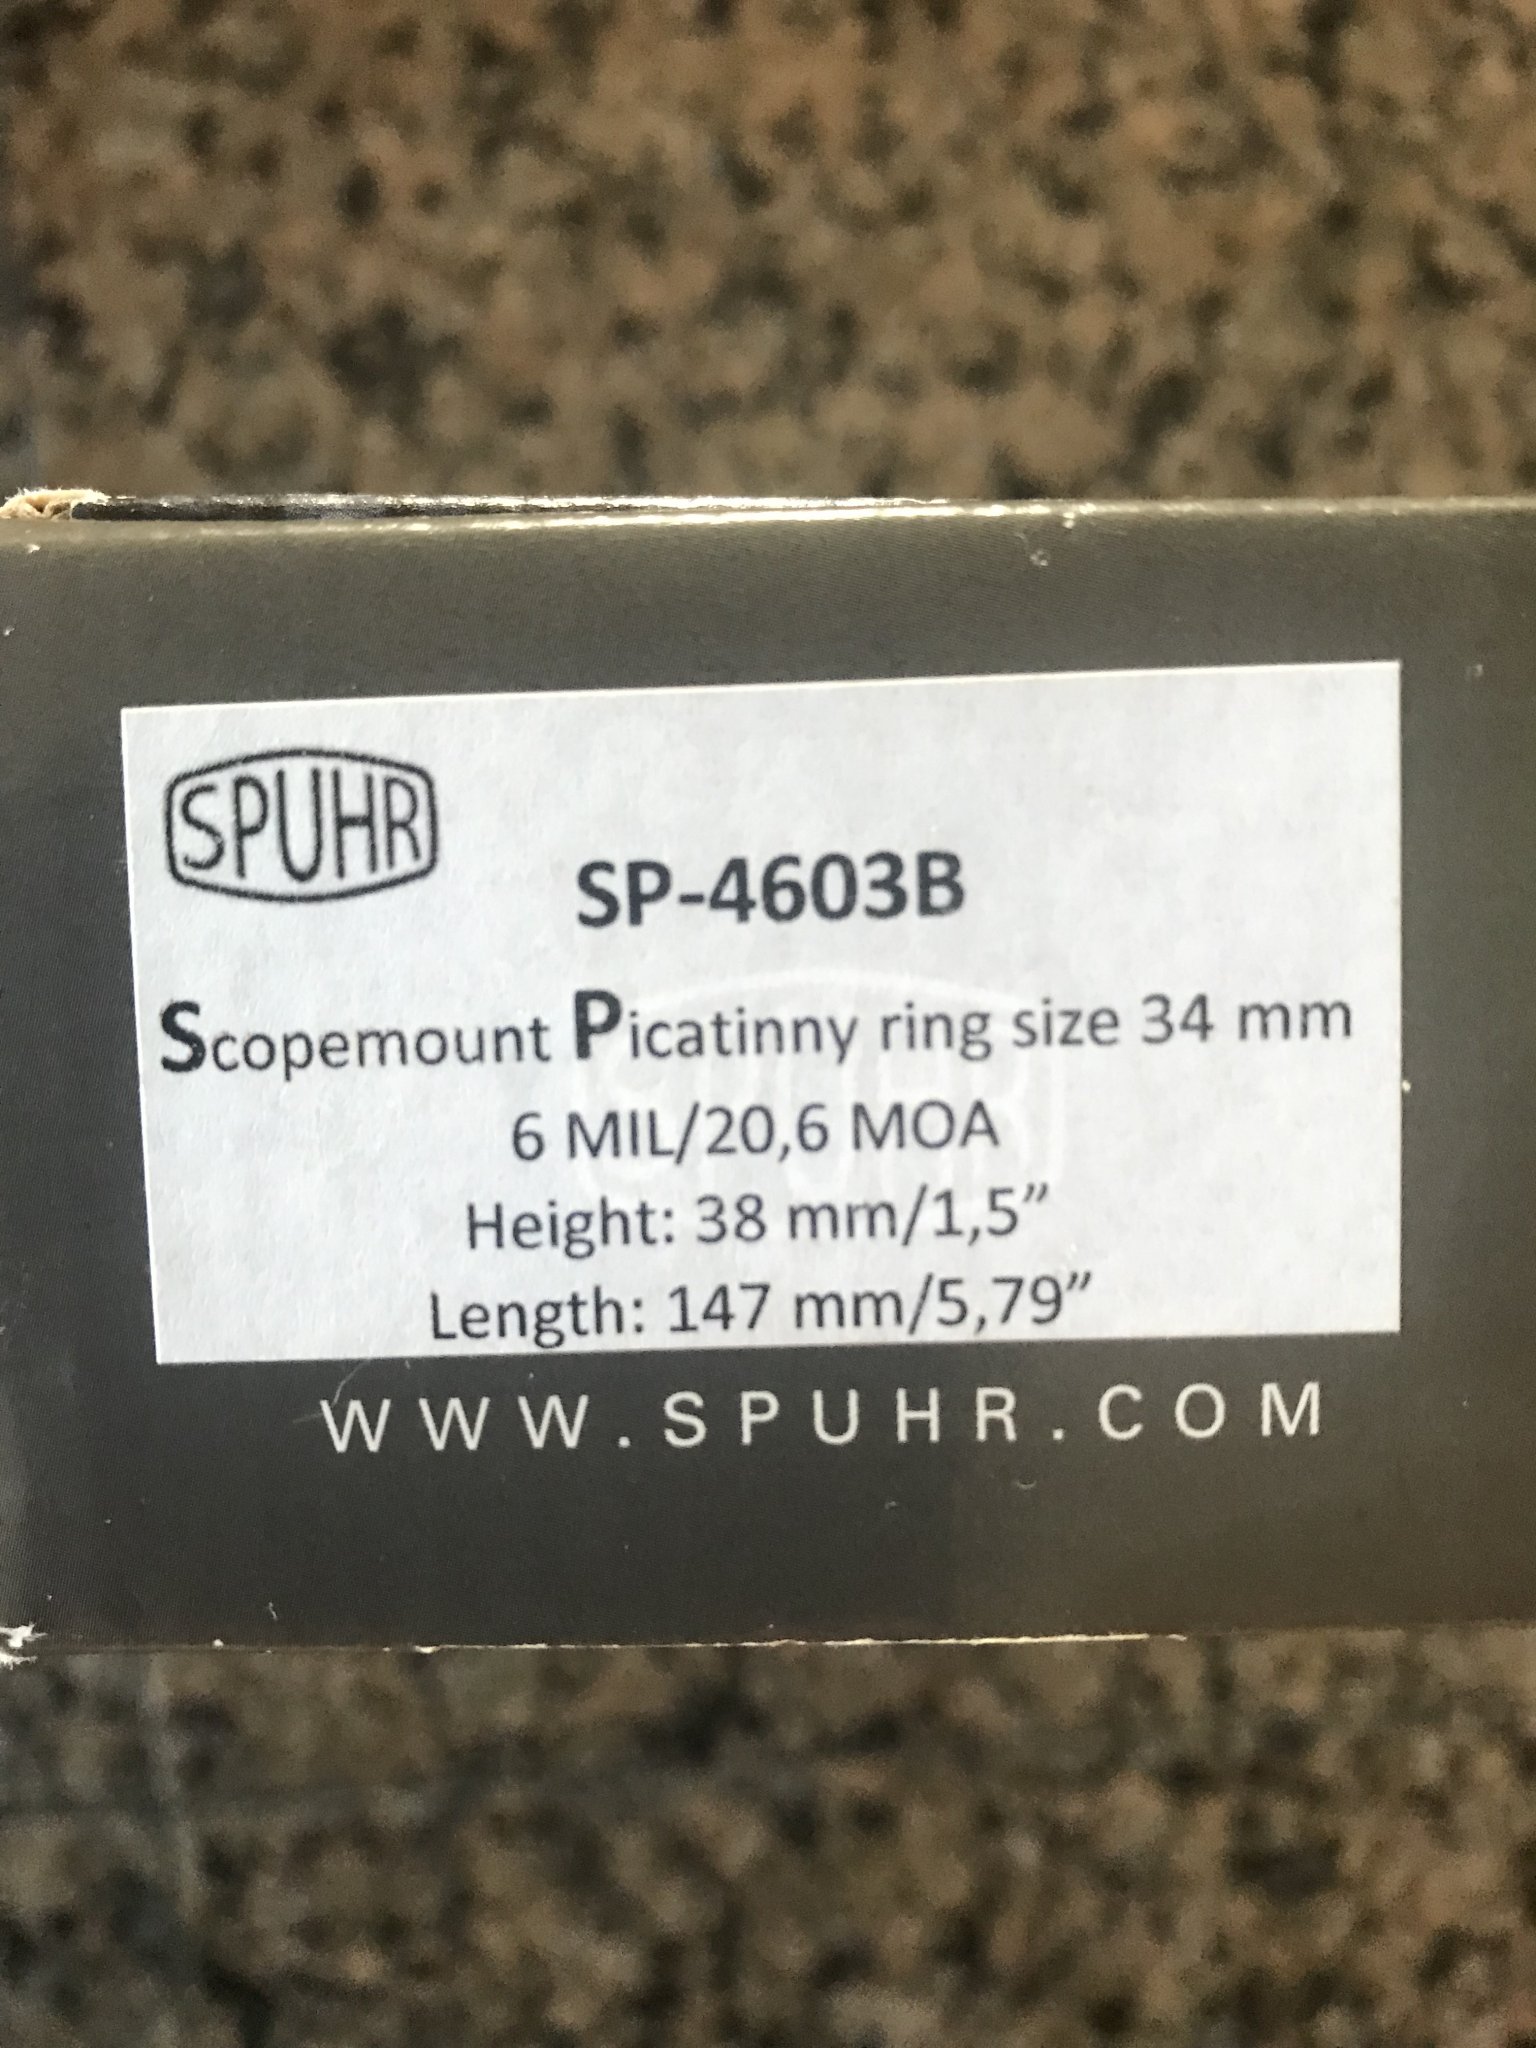 SPUHR
SP-4603B
Scopemount Picatinny ring size 34 mm
6 MIL/20,6 MOA
Height: 38 mm/1,5”
Length: 147 mm/5,79”
WWW.SPUHR.COM